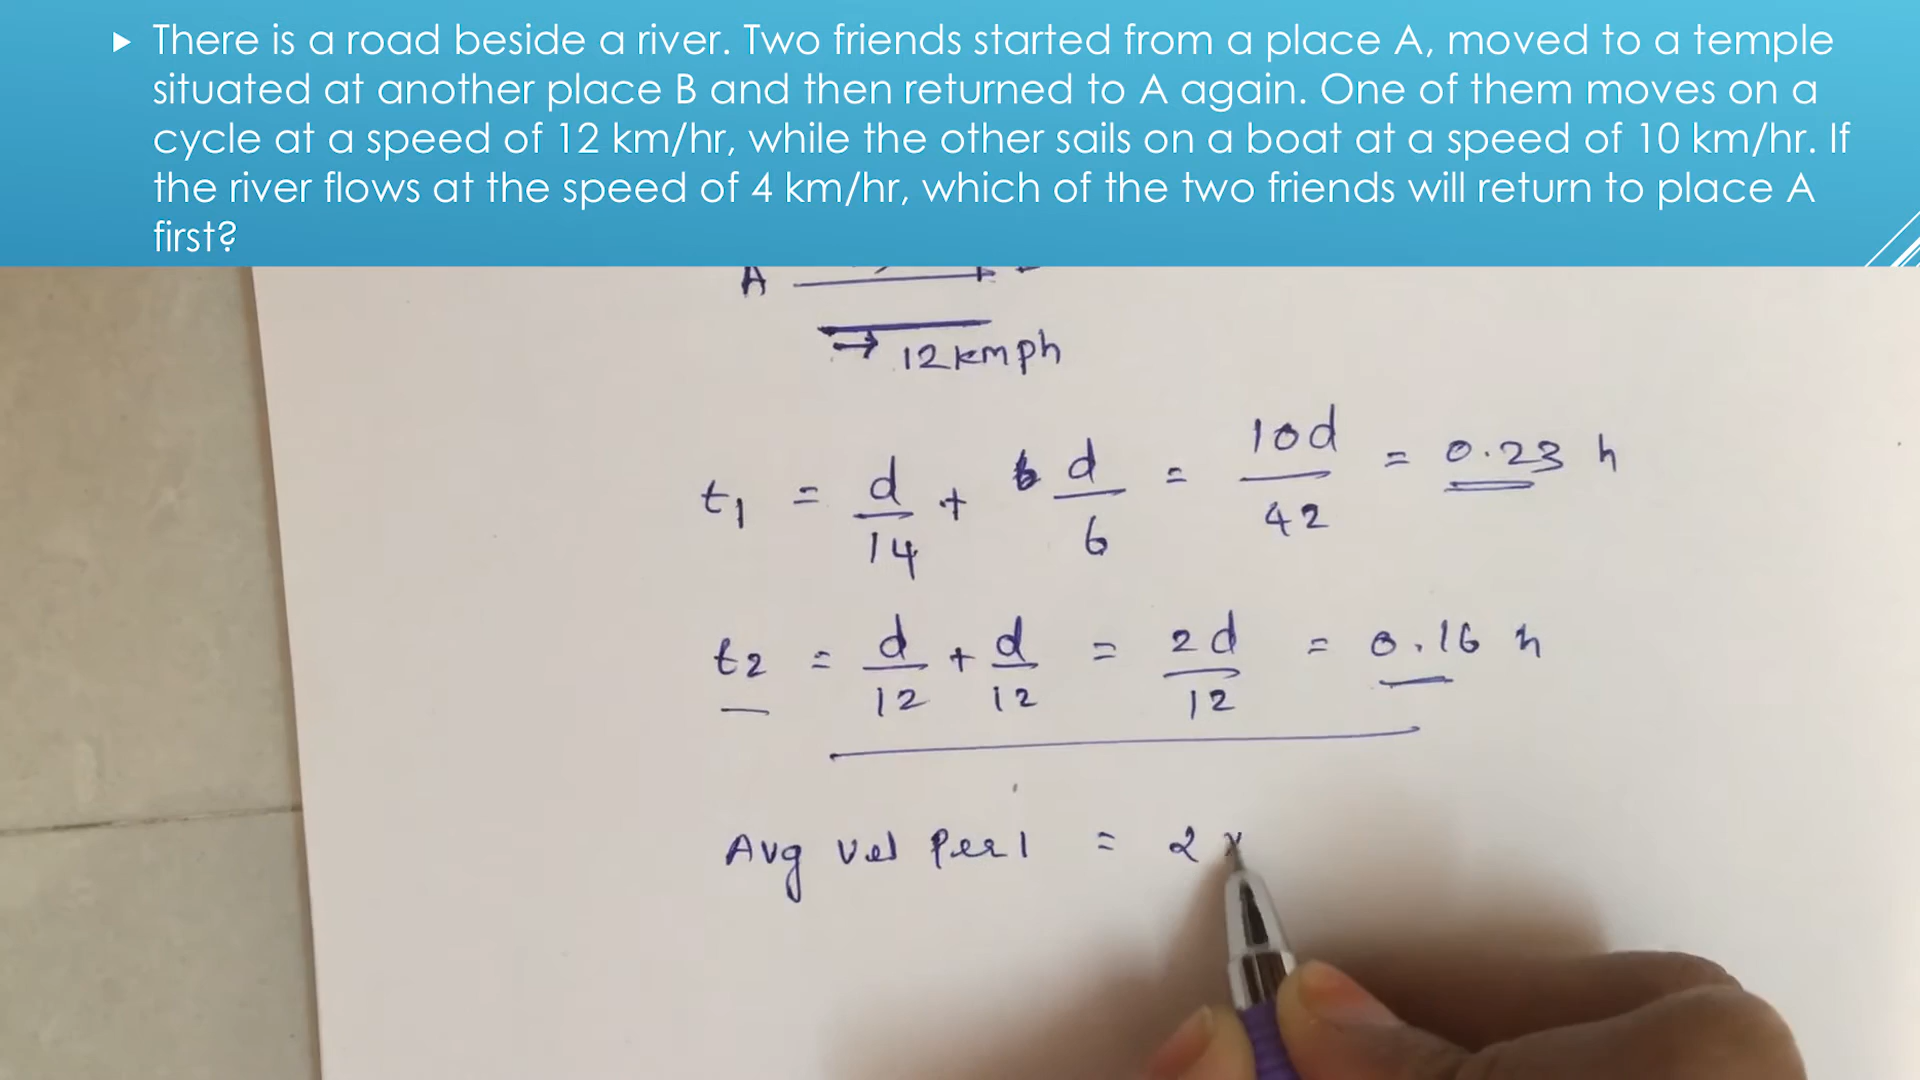 There is a road beside a river. Two friends started from a place A, moved to a temple
situated at another place B and then returned to A again. One of them moves on a
cycle at a speed of 12 km/hr, while the other sails on a boat at a speed of 10 km/hr. If
the river flows at the speed of 4 km/hr, which of the two friends will return to place A
first?
A
→ 12 kmph
t1 = d/14 + d/6 = 10d/42 = 0.23 h
t2 = d/12 + d/12 = 2d/12 = 0.16 h
Avg vel Per 1 = 2 x